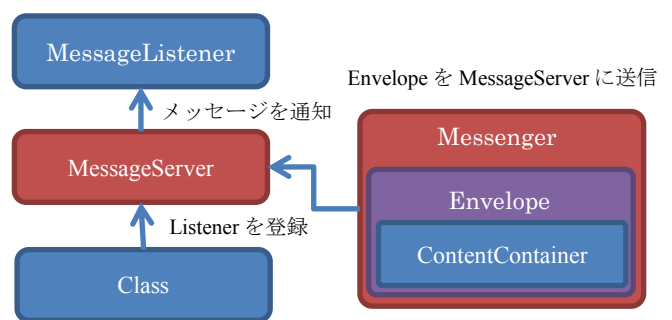 MessageListener
Envelope を MessageServer に送信
メッセージを通知
Messenger
MessageServer
Envelope
Listener を登録
ContentContainer
Class